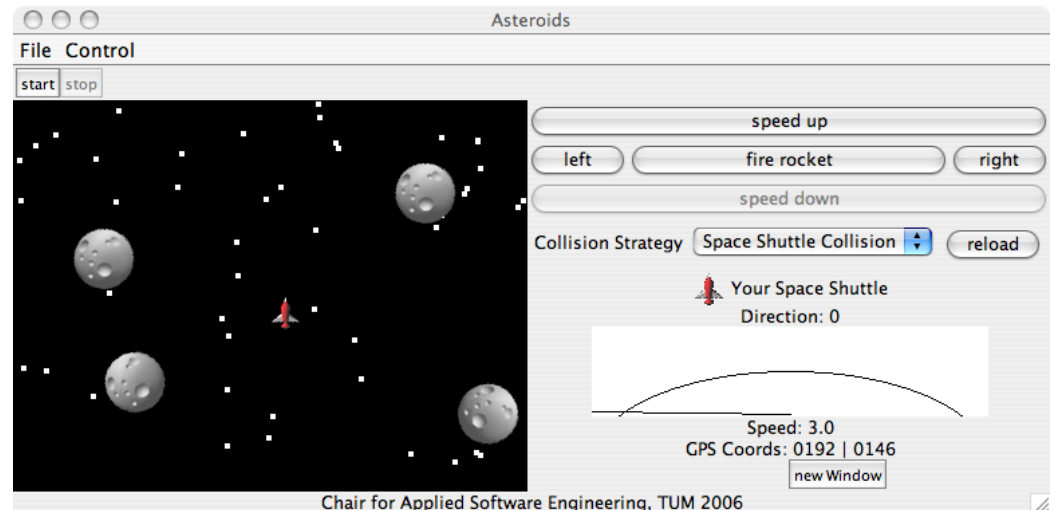 Asteroids
File Control
start stop
speed up
left fire rocket right
speed down
Collision Strategy Space Shuttle Collision reload
Your Space Shuttle
Direction: 0
Speed: 3.0
GPS Coords: 0192 | 0146
new Window
Chair for Applied Software Engineering, TUM 2006